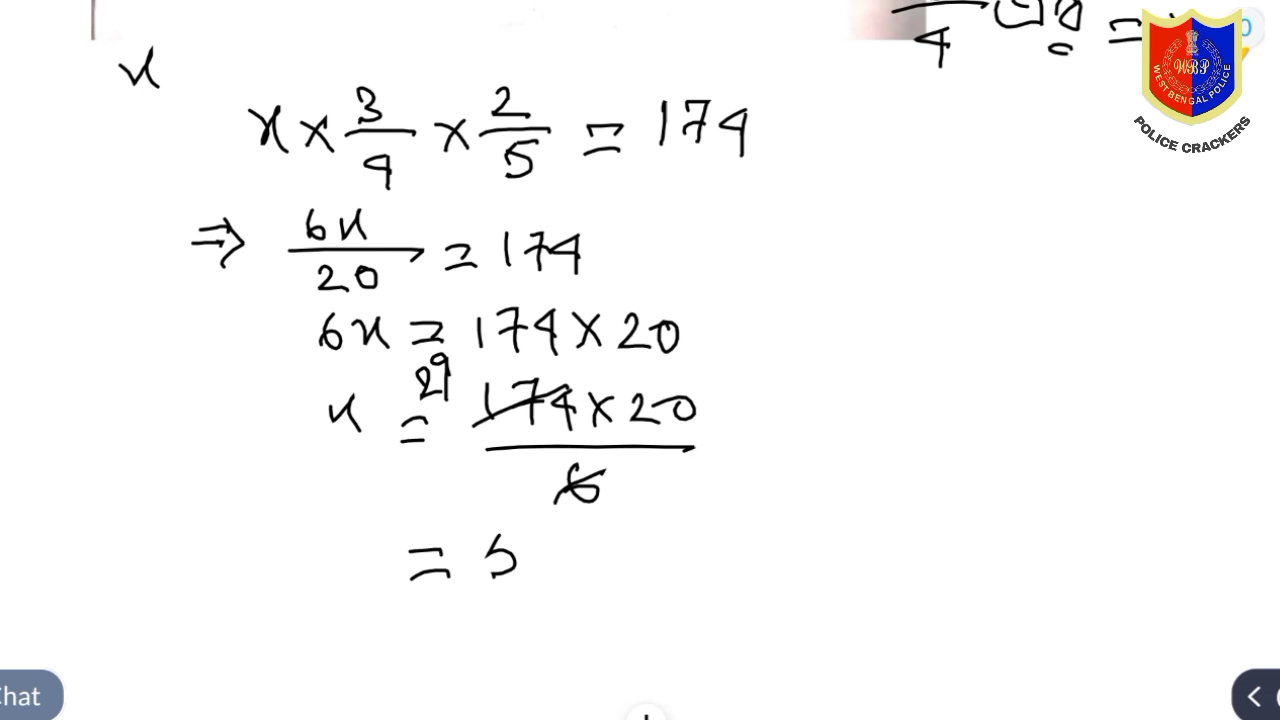 x
x × 3/4 × 2/5 = 174
⇒ 6x/20 = 174
6x = 174 × 20
x = 29 174 × 20 / 6
= 5
4 =
WBP
WEST BENGAL POLICE
POLICE CRACKERS
Chat